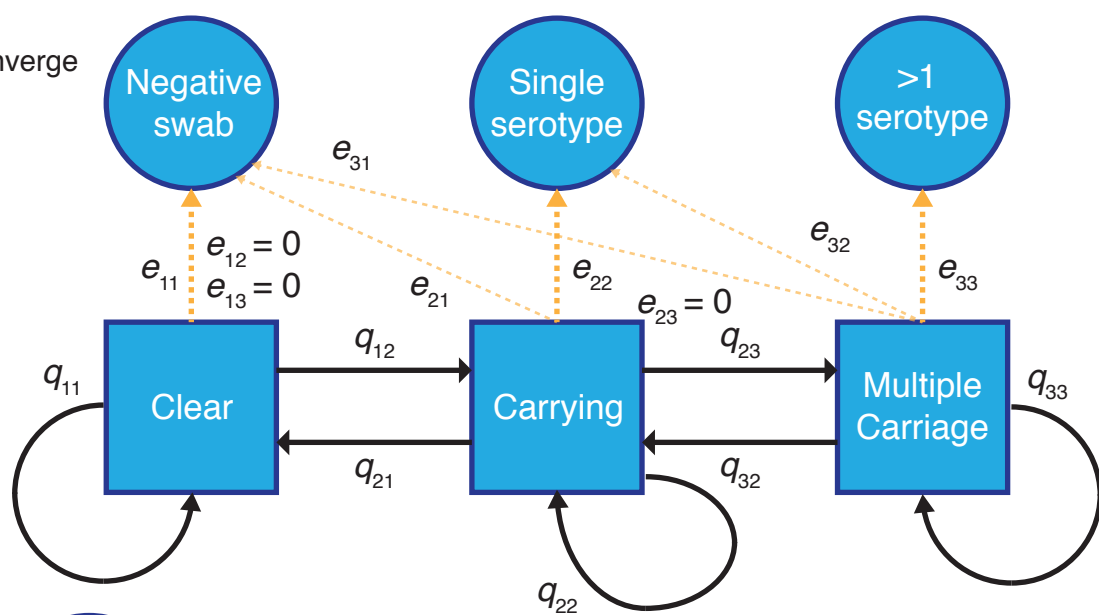 nverge
Negative
swab
Single
serotype
>1
serotype
e31
e12 = 0
e13 = 0
e11
e21
e22
e32
e33
e23 = 0
q12
q23
q11
Clear
Carrying
Multiple
Carriage
q33
q21
q32
q22